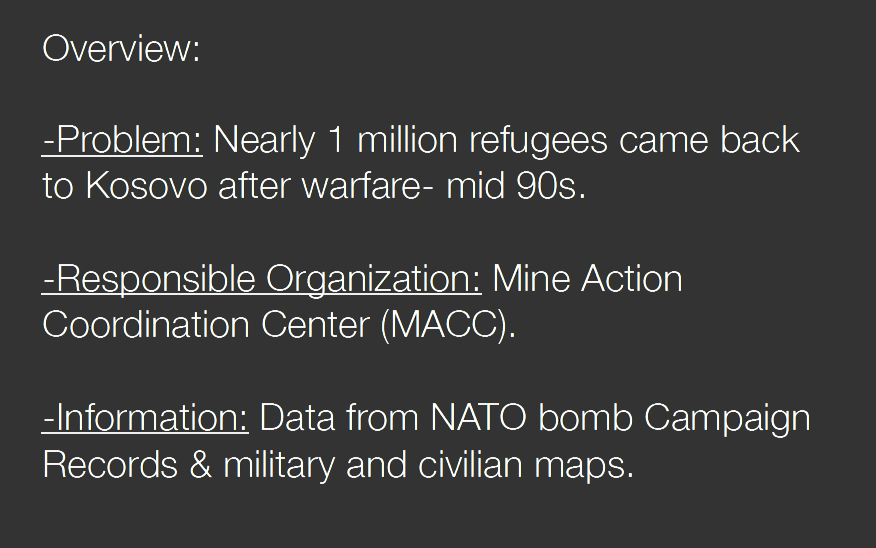 Overview:
-Problem: Nearly 1 million refugees came back
to Kosovo after warfare- mid 90s.
-Responsible Organization: Mine Action
Coordination Center (MACC).
-Information: Data from NATO bomb Campaign
Records & military and civilian maps.